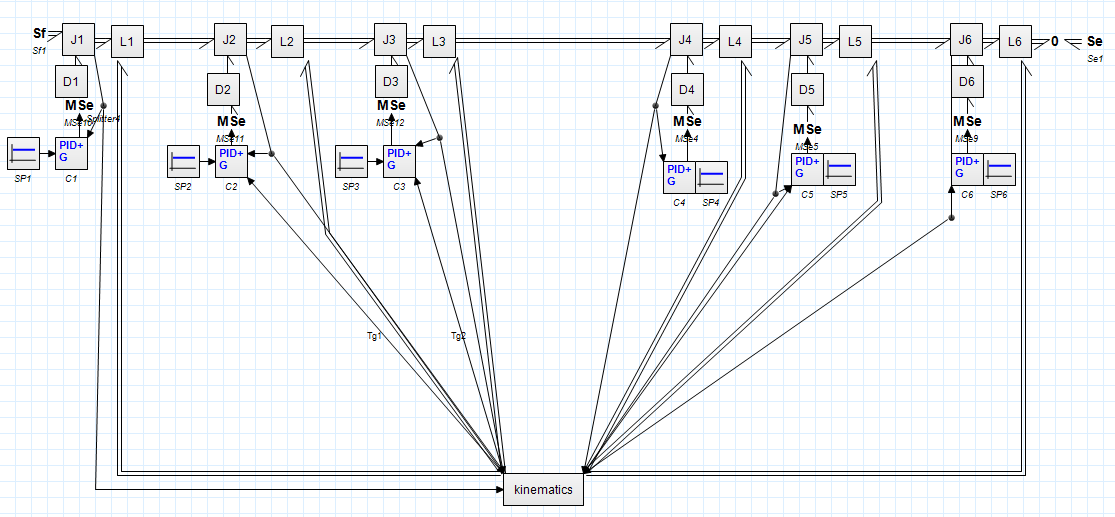 Sf
Sf1
J1
L1
J2
L2
J3
L3
J4
L4
J5
L5
J6
L6
0
Se
Se1
D1
D2
D3
D4
D5
D6
MSe
MSe10
Splitter4
MSe
MSe11
MSe
MSe12
MSe
MSe4
MSe
MSe5
MSe
MSe9
SP1
PID+
G
C1
SP2
PID+
G
C2
SP3
PID+
G
C3
PID+
G
C4
SP4
PID+
G
C5
SP5
PID+
G
C6
SP6
Tg1
Tg2
kinematics